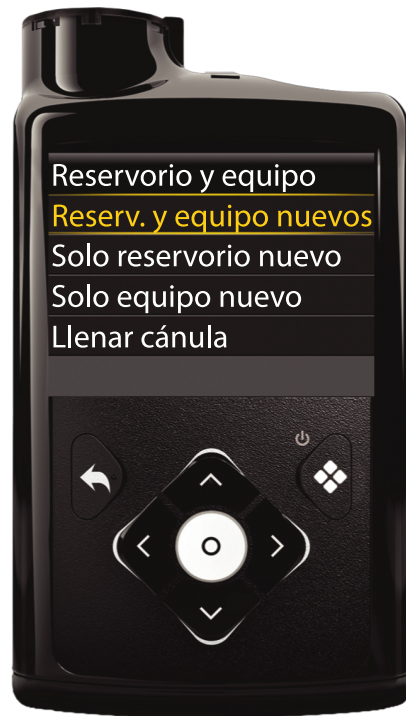 Reservorio y equipo
Reserv. y equipo nuevos
Solo reservorio nuevo
Solo equipo nuevo
Llenar cánula